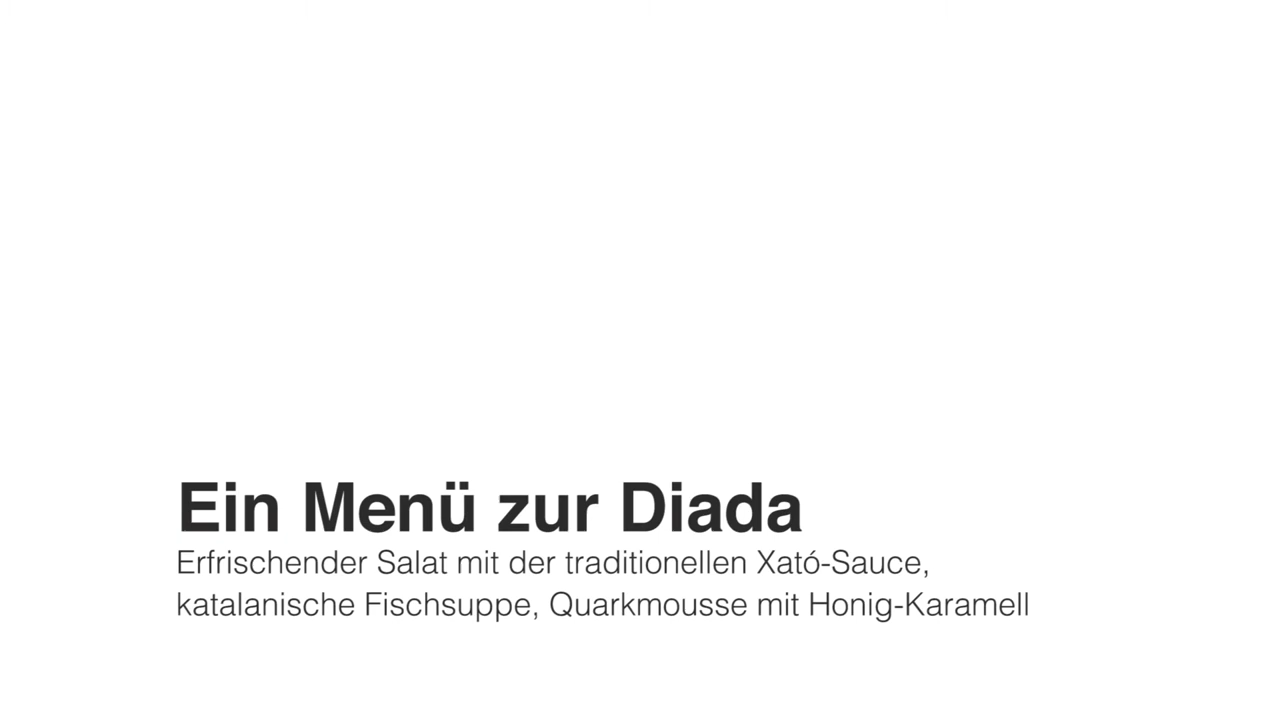 Ein Menü zur Diada
Erfrischender Salat mit der traditionellen Xató-Sauce,
katalanische Fischsuppe, Quarkmousse mit Honig-Karamell